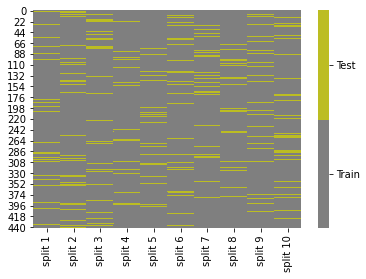 0
22
44
66
88
110
132
154
176
198
220
242
264
286
308
330
352
374
396
418
440
split 1
split 2
split 3
split 4
split 5
split 6
split 7
split 8
split 9
split 10
Test
Train